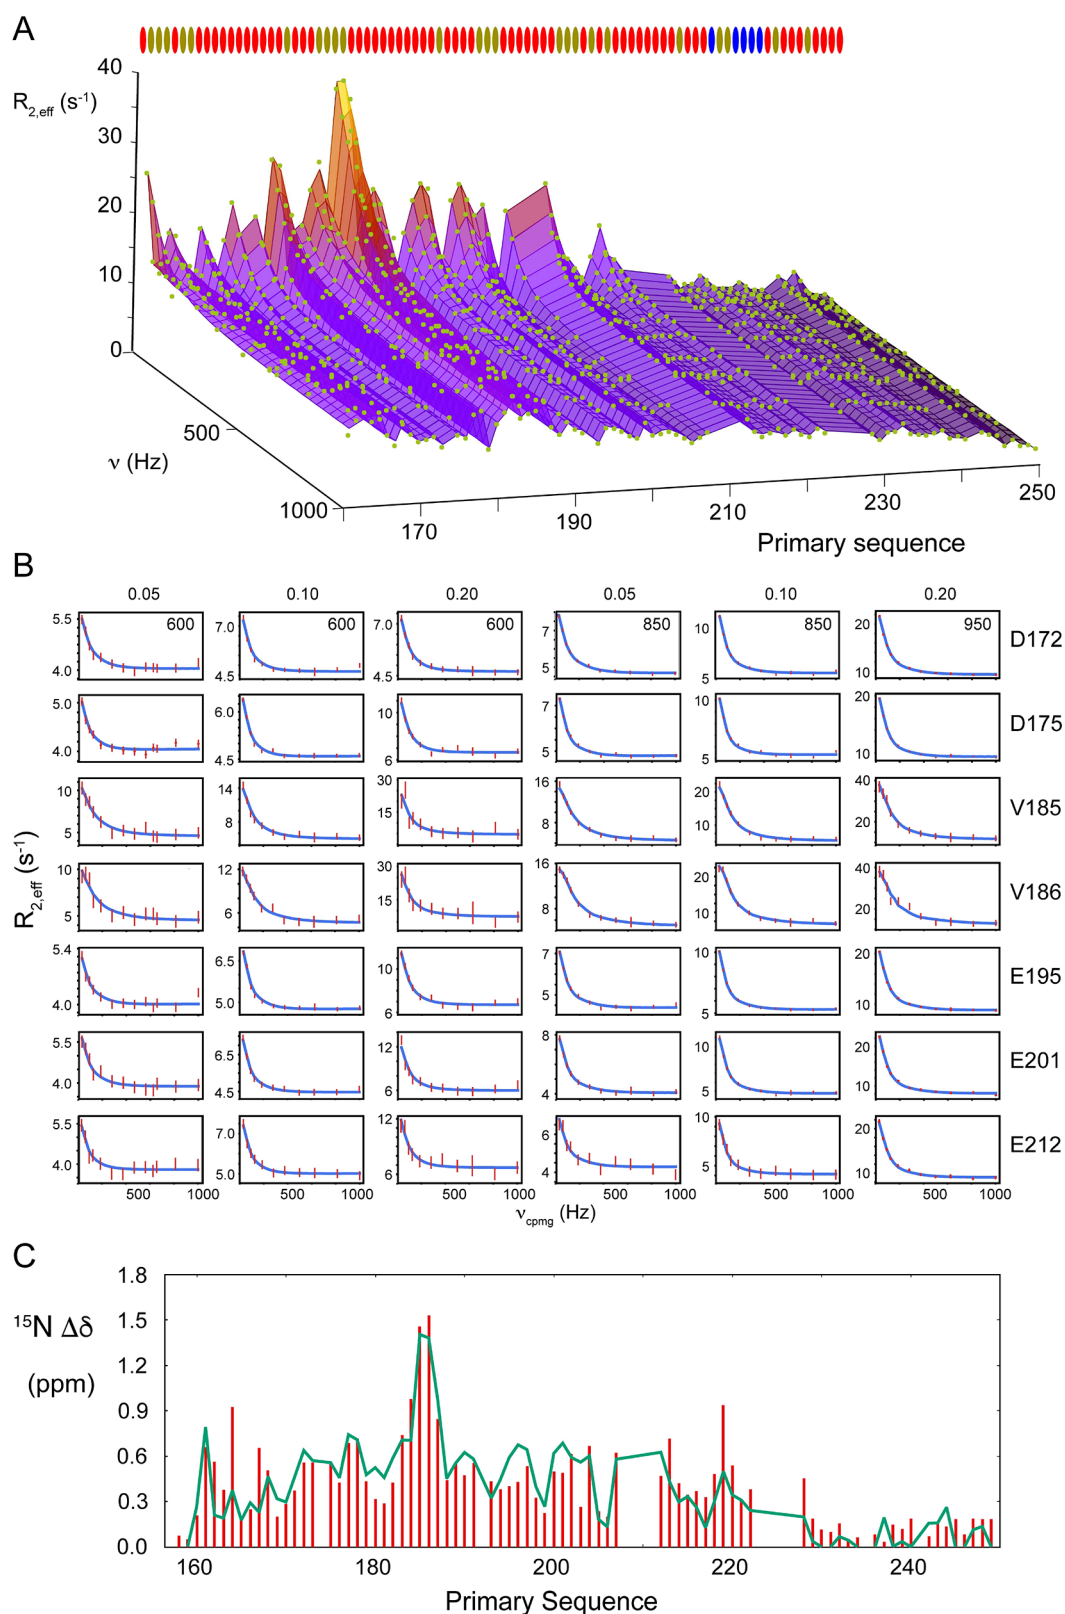 A
40
R2,eff (s-1)
30
20
10
0
500
ν (Hz)
1000
170
190
210
230
250
Primary sequence
B
0.05 0.10 0.20 0.05 0.10 0.20
5.5 600 7.0 600 7.0 600 8 850 10 850 20 950 D172
4.0 4.5 4.5 5 5 10
5.0 6.0 10 7 10 20 D175
4.0 4.5 6 5 5 10
10 14 30 16 20 40 V185
5 8 15 8 10 20
10 12 30 16 20 40 V186
5 6 15 8 10 20
5.4 6.5 10 7 10 20 E195
4.0 5.0 6 5 5 10
5.5 6.5 12 8 10 20 E201
4.0 4.5 6 4 5 10
5.5 7.0 12 6 10 20 E212
4.0 5.0 6 4 5 10
500 1000 500 500 1000 500 1000 500 1000
R2,eff (s-1)
νcpmg (Hz)
C
1.8
1.5
15N Δδ
1.2
(ppm)
0.9
0.6
0.3
0.0
160 180 200 220 240
Primary Sequence